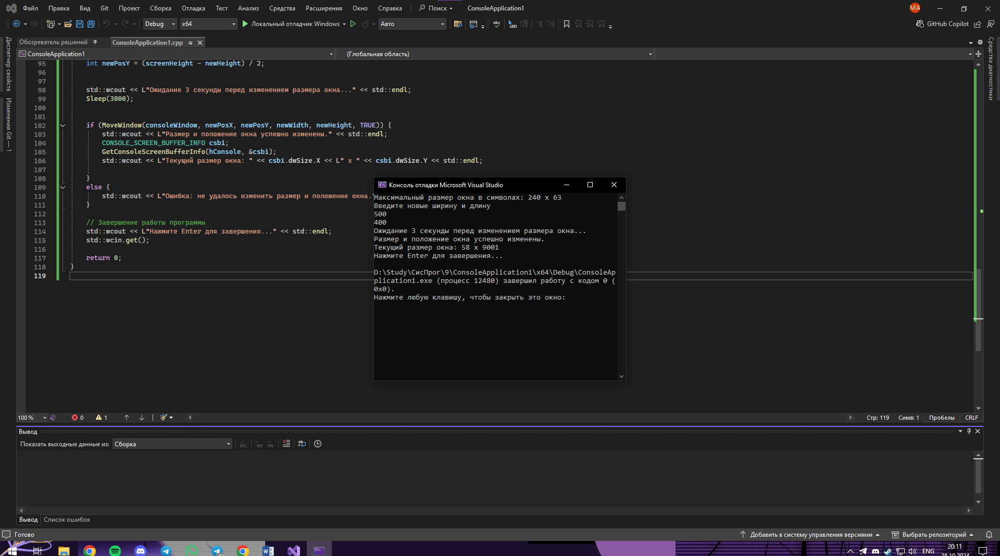 Файл Правка Вид Git Проект Сборка Отладка Тест Анализ Средства Расширения Окно Справка Поиск ConsoleApplication1 MA
Debug x64 Локальный отладчик Windows Авто GitHub Copilot
Обозреватель решений ConsoleApplication1.cpp
ConsoleApplication1 (Глобальная область)
Диспетчер свойств
Изменения Git — 1
Средства диагностики
95 int newPosY = (screenHeight - newHeight) / 2;
96
97
98 std::wcout << L"Ожидание 3 секунды перед изменением размера окна..." << std::endl;
99 Sleep(3000);
100
101
102 if (MoveWindow(consoleWindow, newPosX, newPosY, newWidth, newHeight, TRUE)) {
103 std::wcout << L"Размер и положение окна успешно изменены." << std::endl;
104 CONSOLE_SCREEN_BUFFER_INFO csbi;
105 GetConsoleScreenBufferInfo(hConsole, &csbi);
106 std::wcout << L"Текущий размер окна: " << csbi.dwSize.X << L" x " << csbi.dwSize.Y << std::endl;
107
108 }
109 else {
110 std::wcout << L"Ошибка: не удалось изменить размер и положение окна."
111 }
112
113 // Завершение работы программы
114 std::wcout << L"Нажмите Enter для завершения..." << std::endl;
115 std::wcin.get();
116
117 return 0;
118 }
119
Консоль отладки Microsoft Visual Studio
Максимальный размер окна в символах: 240 x 63
Введите новые ширину и длину
500
400
Ожидание 3 секунды перед изменением размера окна...
Размер и положение окна успешно изменены.
Текущий размер окна: 58 x 9001
Нажмите Enter для завершения...
D:\Study\СисПрог\9\ConsoleApplication1\x64\Debug\ConsoleAp
plication1.exe (процесс 12480) завершил работу с кодом 0 (
0x0).
Нажмите любую клавишу, чтобы закрыть это окно:
100 % 0 1 Стр: 119 Симв: 1 Пробелы CRLF
Вывод
Показать выходные данные из: Сборка
Вывод Список ошибок
Готово Добавить в систему управления версиями Выбрать репозиторий
ENG 20:11
28.10.2024